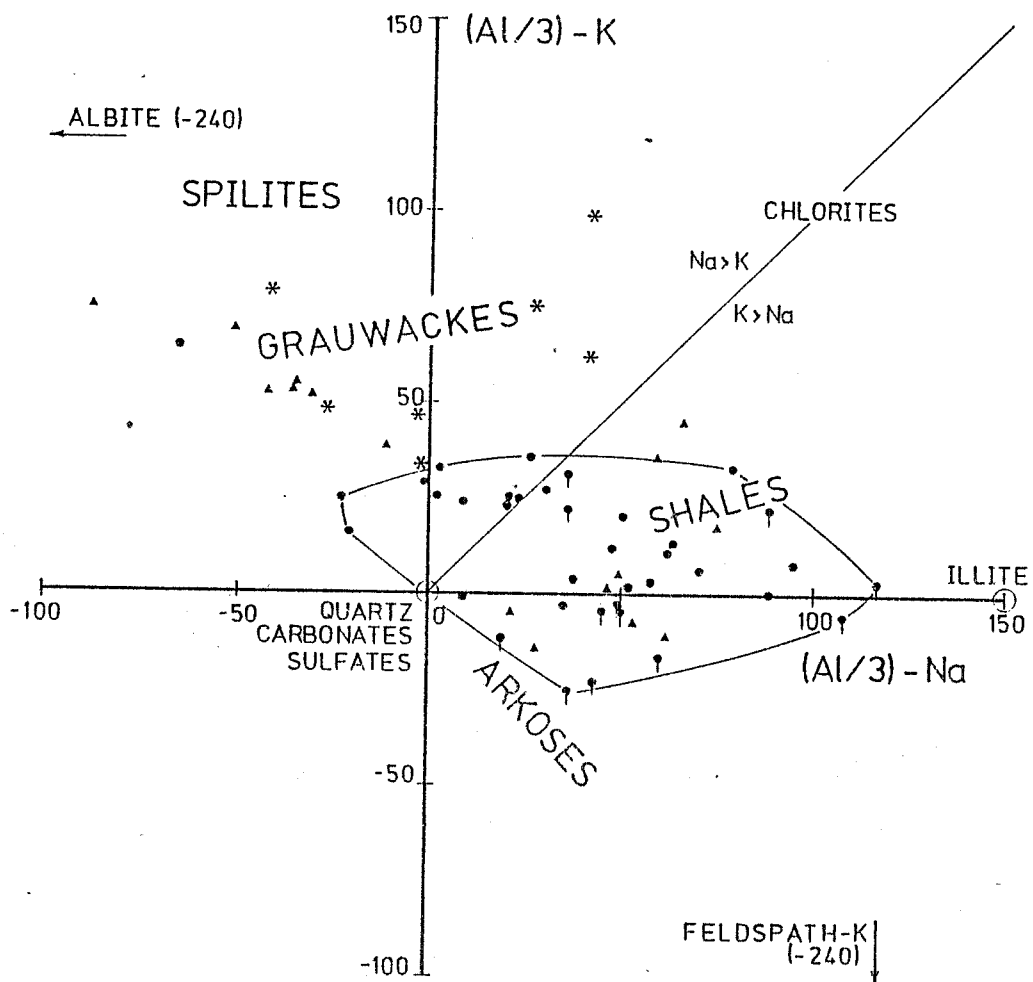 150
(Al/3) - K
ALBITE (-240)
SPILITES
100
CHLORITES
Na>K
K>Na
GRAUWACKES
50
SHALES
ILLITE
-100
-50
QUARTZ
CARBONATES
SULFATES
0
100
150
(Al/3) - Na
ARKOSES
-50
FELDSPATH-K
(-240)
-100